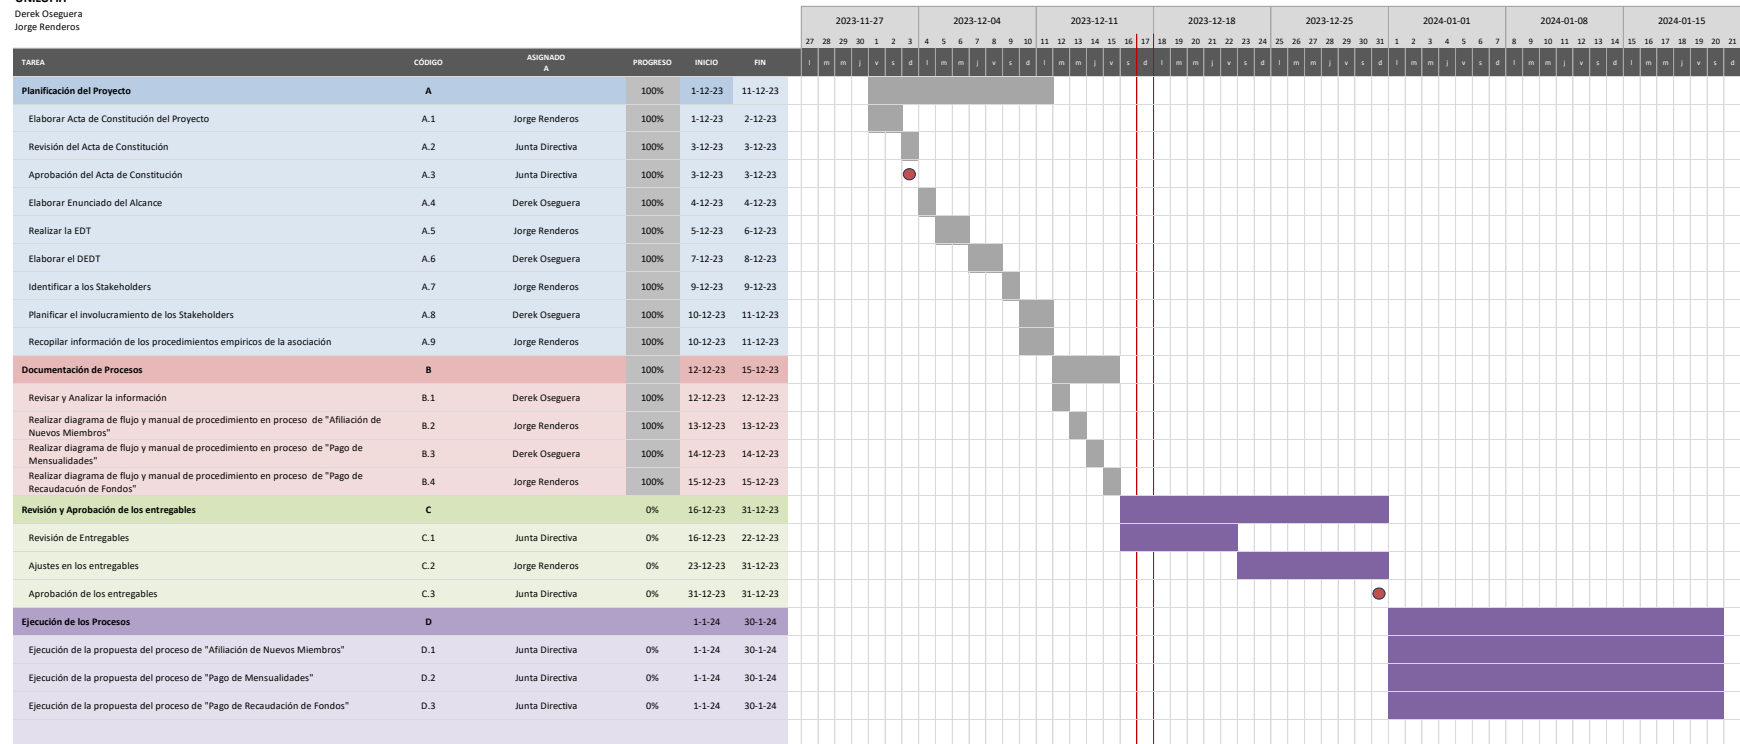 Derek Oseguera
Jorge Renderos
2023-11-27 2023-12-04 2023-12-11 2023-12-18 2023-12-25 2024-01-01 2024-01-08 2024-01-15
27 28 29 30 1 2 3 4 5 6 7 8 9 10 11 12 13 14 15 16 17 18 19 20 21 22 23 24 25 26 27 28 29 30 31 1 2 3 4 5 6 7 8 9 10 11 12 13 14 15 16 17 18 19 20 21
TAREA CÓDIGO ASIGNADO A PROGRESO INICIO FIN l m m j v s d l m m j v s d l m m j v s d l m m j v s d l m m j v s d l m m j v s d l m m j v s d l m m j v s d
Planificación del Proyecto A 100% 1-12-23 11-12-23
Elaborar Acta de Constitución del Proyecto A.1 Jorge Renderos 100% 1-12-23 2-12-23
Revisión del Acta de Constitución A.2 Junta Directiva 100% 3-12-23 3-12-23
Aprobación del Acta de Constitución A.3 Junta Directiva 100% 3-12-23 3-12-23
Elaborar Enunciado del Alcance A.4 Derek Oseguera 100% 4-12-23 4-12-23
Realizar la EDT A.5 Jorge Renderos 100% 5-12-23 6-12-23
Elaborar el DEDT A.6 Derek Oseguera 100% 7-12-23 8-12-23
Identificar a los Stakeholders A.7 Jorge Renderos 100% 9-12-23 9-12-23
Planificar el involucramiento de los Stakeholders A.8 Derek Oseguera 100% 10-12-23 11-12-23
Recopilar información de los procedimientos empiricos de la asociación A.9 Jorge Renderos 100% 10-12-23 11-12-23
Documentación de Procesos B 100% 12-12-23 15-12-23
Revisar y Analizar la información B.1 Derek Oseguera 100% 12-12-23 12-12-23
Realizar diagrama de flujo y manual de procedimiento en proceso de "Afiliación de
Nuevos Miembros" B.2 Jorge Renderos 100% 13-12-23 13-12-23
Realizar diagrama de flujo y manual de procedimiento en proceso de "Pago de
Mensualidades" B.3 Derek Oseguera 100% 14-12-23 14-12-23
Realizar diagrama de flujo y manual de procedimiento en proceso de "Pago de
Recaudacuón de Fondos" B.4 Jorge Renderos 100% 15-12-23 15-12-23
Revisión y Aprobación de los entregables C 0% 16-12-23 31-12-23
Revisión de Entregables C.1 Junta Directiva 0% 16-12-23 22-12-23
Ajustes en los entregables C.2 Jorge Renderos 0% 23-12-23 31-12-23
Aprobación de los entregables C.3 Junta Directiva 0% 31-12-23 31-12-23
Ejecución de los Procesos D 1-1-24 30-1-24
Ejecución de la propuesta del proceso de "Afiliación de Nuevos Miembros" D.1 Junta Directiva 0% 1-1-24 30-1-24
Ejecución de la propuesta del proceso de "Pago de Mensualidades" D.2 Junta Directiva 0% 1-1-24 30-1-24
Ejecución de la propuesta del proceso de "Pago de Recaudación de Fondos" D.3 Junta Directiva 0% 1-1-24 30-1-24